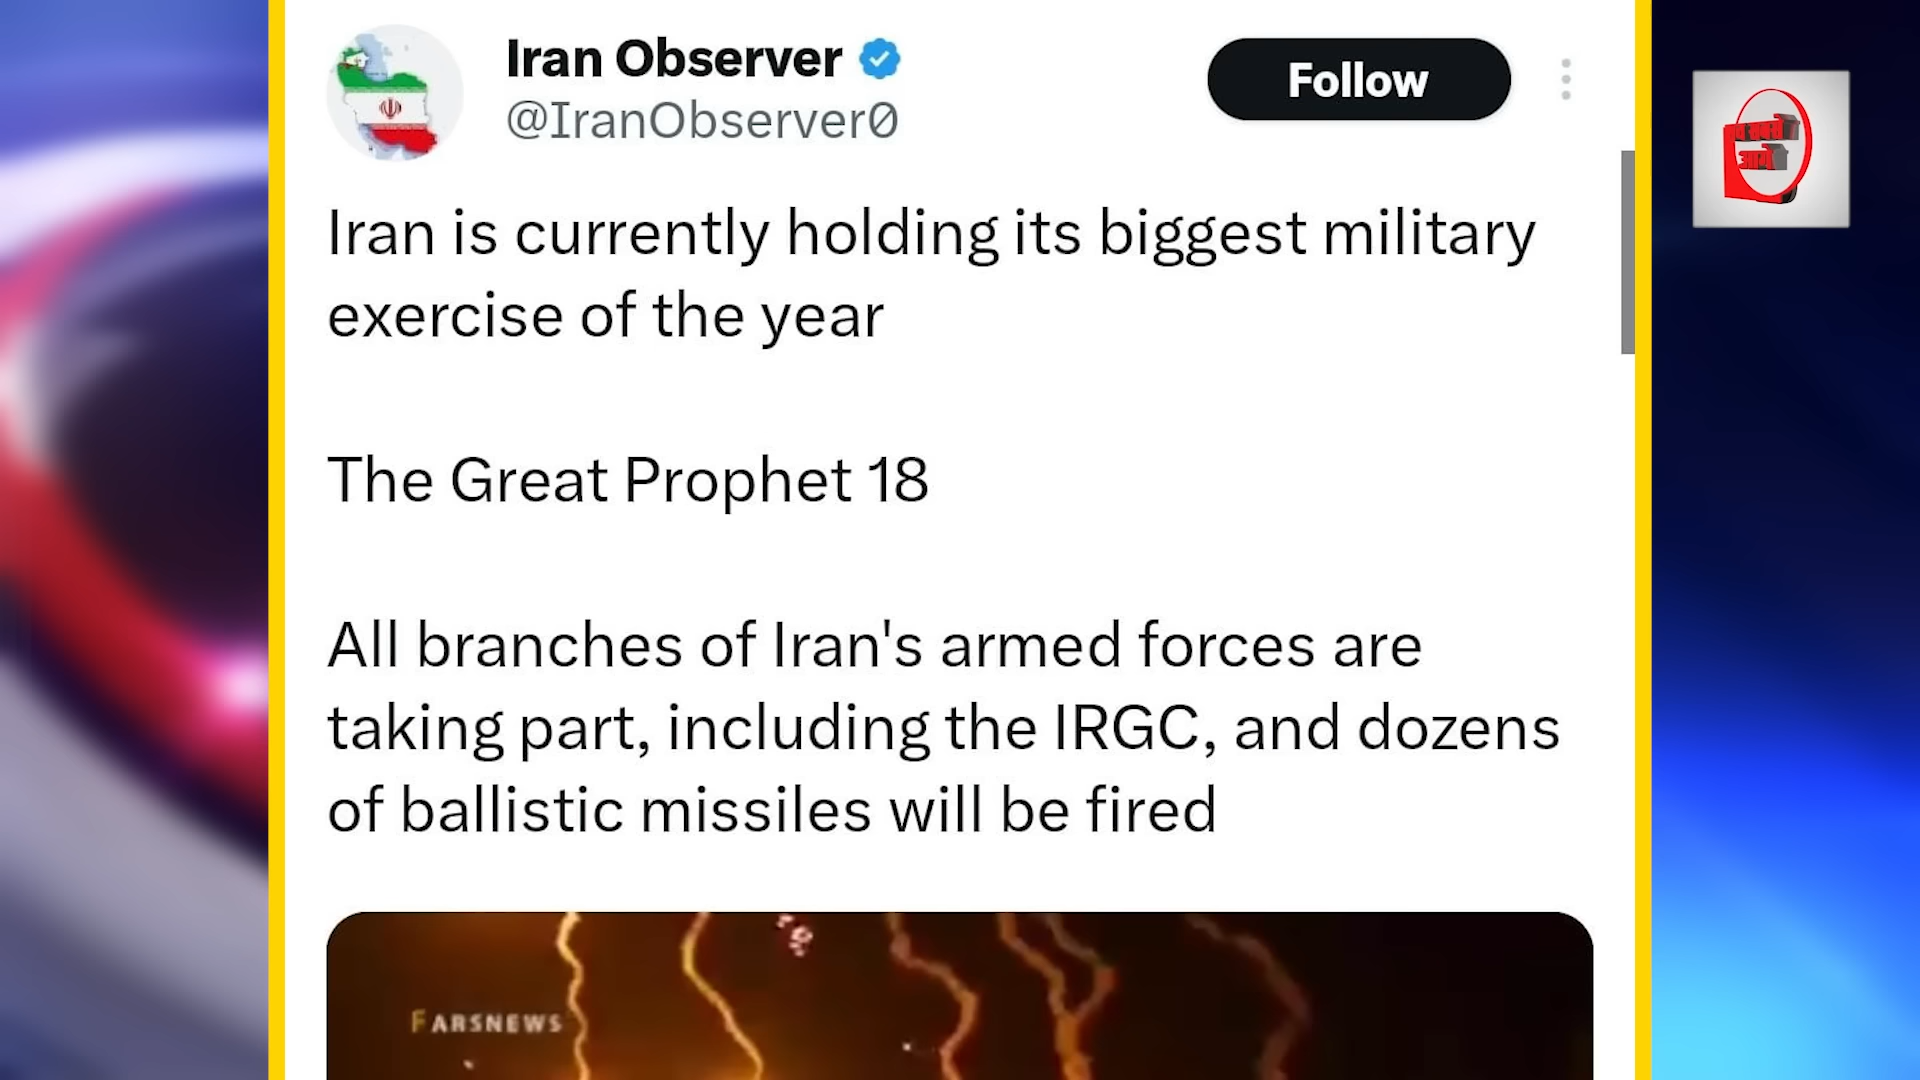 Iran Observer
@IranObserver0
Follow
Iran is currently holding its biggest military
exercise of the year
The Great Prophet 18
All branches of Iran's armed forces are
taking part, including the IRGC, and dozens
of ballistic missiles will be fired
FARSNEWS
सबसे
आगे